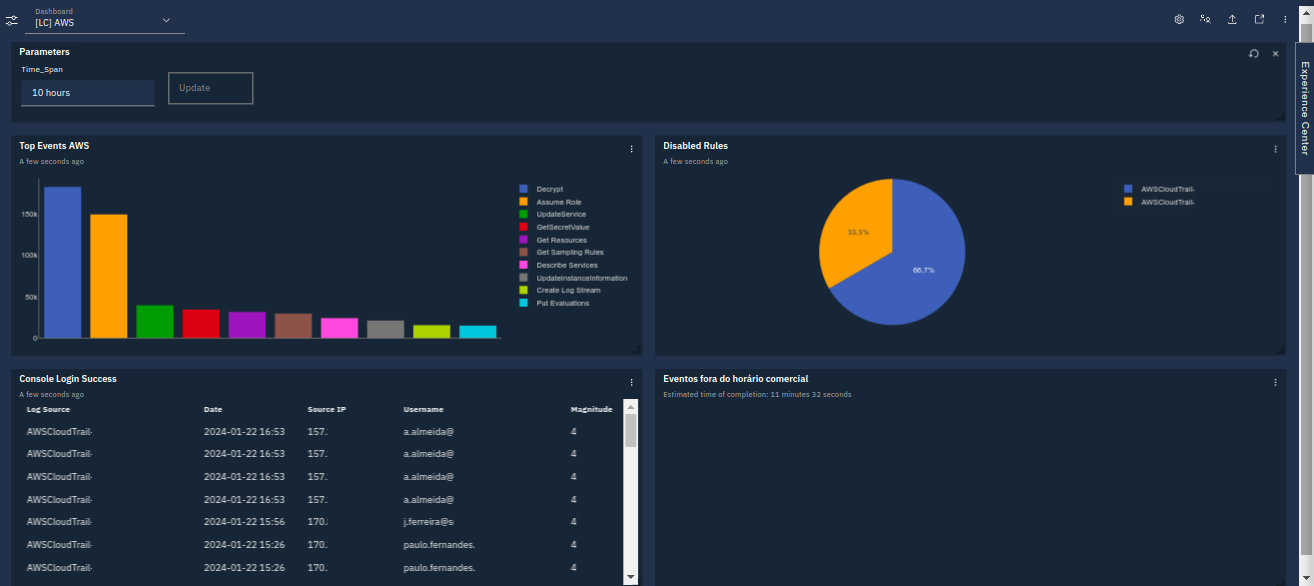 Dashboard
[LC] AWS
Parameters
Time_Span
10 hours
Update
Experience Center
Top Events AWS
A few seconds ago
150k
100k
50k
0
Decrypt
Assume Role
UpdateService
GetSecretValue
Get Resources
Get Sampling Rules
Describe Services
UpdateInstanceInformation
Create Log Stream
Put Evaluations
Disabled Rules
A few seconds ago
33.3%
66.7%
AWSCloudTrail-
AWSCloudTrail-
Console Login Success
A few seconds ago
Log Source Date Source IP Username Magnitude
AWSCloudTrail- 2024-01-22 16:53 157. a.almeida@ 4
AWSCloudTrail- 2024-01-22 16:53 157. a.almeida@ 4
AWSCloudTrail- 2024-01-22 16:53 157. a.almeida@ 4
AWSCloudTrail- 2024-01-22 16:53 157. a.almeida@ 4
AWSCloudTrail- 2024-01-22 15:56 170. j.ferreira@s 4
AWSCloudTrail- 2024-01-22 15:26 170. paulo.fernandes. 4
AWSCloudTrail- 2024-01-22 15:26 170. paulo.fernandes. 4
Eventos fora do horário comercial
Estimated time of completion: 11 minutes 32 seconds